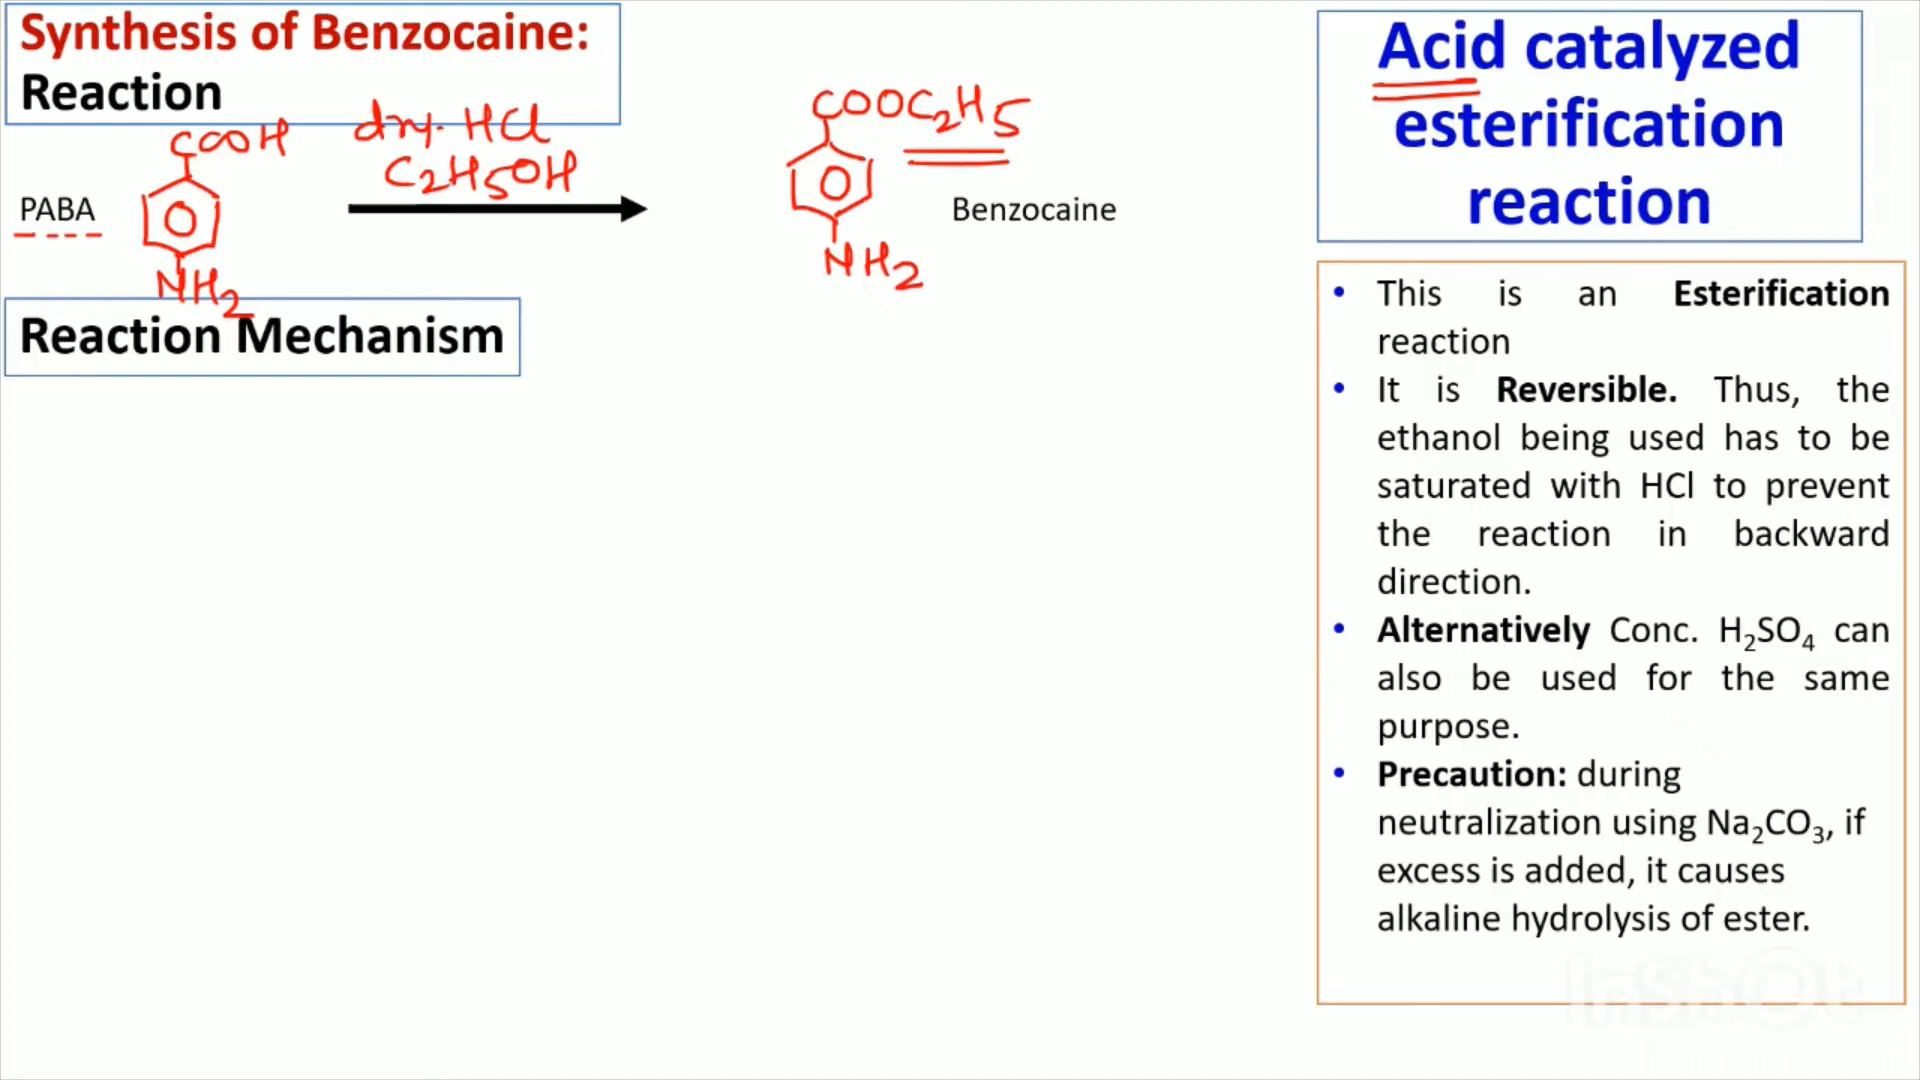 Synthesis of Benzocaine:
Reaction
COOH
dry. HCl
C₂H₅OH
PABA
NH₂
COOC₂H₅
Benzocaine
NH₂
Reaction Mechanism
Acid catalyzed
esterification
reaction
• This is an Esterification
reaction
• It is Reversible. Thus, the
ethanol being used has to be
saturated with HCl to prevent
the reaction in backward
direction.
• Alternatively Conc. H₂SO₄ can
also be used for the same
purpose.
• Precaution: during
neutralization using Na₂CO₃, if
excess is added, it causes
alkaline hydrolysis of ester.
InShOt